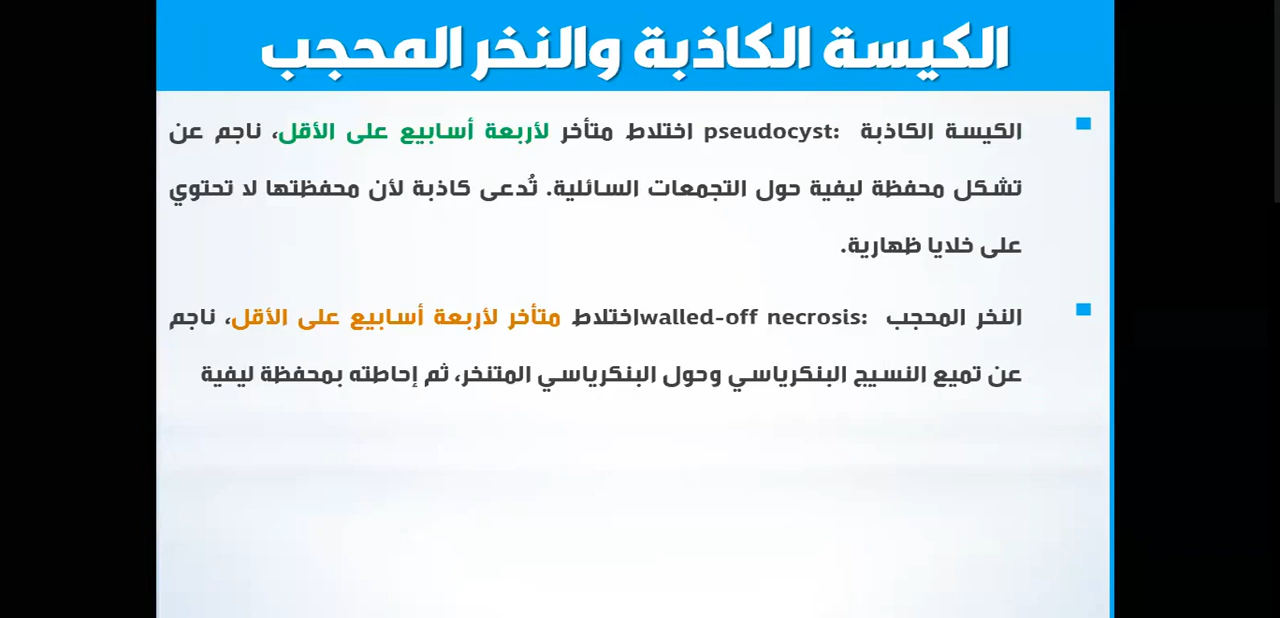 الكيسة الكاذبة والنخر المحجب
الكيسة الكاذبة pseudocyst: اختلاط متأخر لأربعة أسابيع على الأقل، ناجم عن
تشكل محفظة ليفية حول التجمعات السائلية. تُدعى كاذبة لأن محفظتها لا تحتوي
على خلايا ظهارية.
النخر المحجب walled-off necrosis: اختلاط متأخر لأربعة أسابيع على الأقل، ناجم
عن تميع النسيج البنكرياسي وحول البنكرياسي المتنخر، ثم إحاطته بمحفظة ليفية